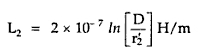 L₂ = 2 × 10⁻⁷ ln [D / r₂′] H/m